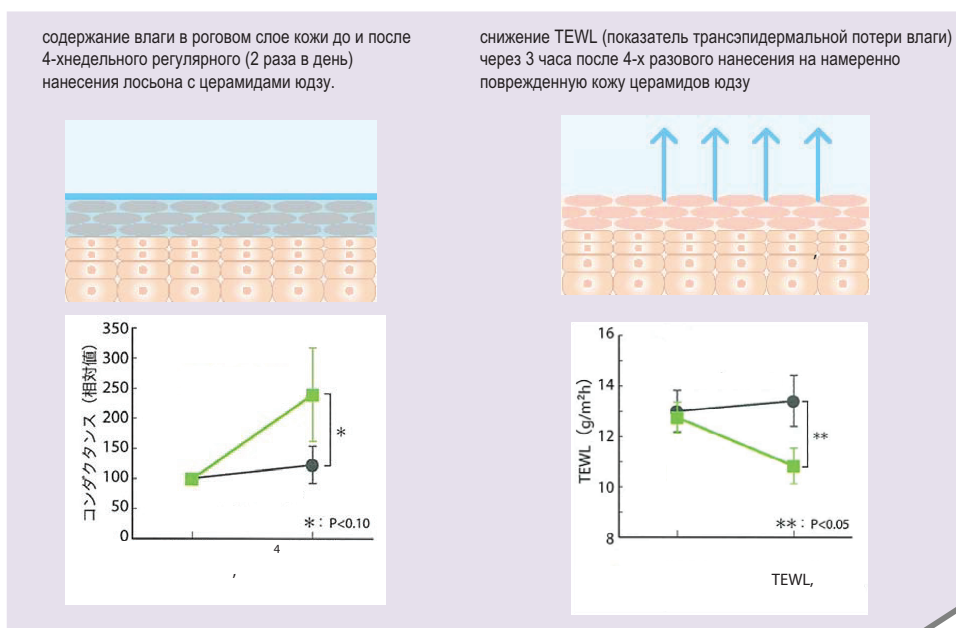 содержание влаги в роговом слое кожи до и после
4-хнедельного регулярного (2 раза в день)
нанесения лосьона с церамидами юдзу.
снижение TEWL (показатель трансэпидермальной потери влаги)
через 3 часа после 4-х разового нанесения на намеренно
поврежденную кожу церамидов юдзу
,
コンダクタンス (相対値)
350
300
250
200
150
100
50
0
*
*: P<0.10
4
,
TEWL (g/m²h)
16
14
12
10
8
**
**: P<0.05
TEWL,